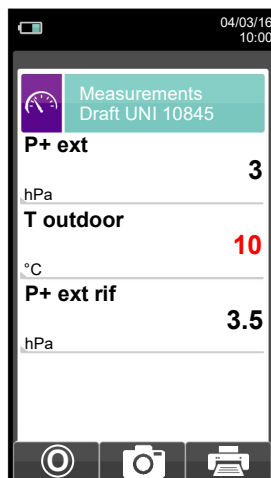 04/03/16
10:00
Measurements
Draft UNI 10845
P+ ext
3
hPa
T outdoor
10
°C
P+ ext rif
3.5
hPa